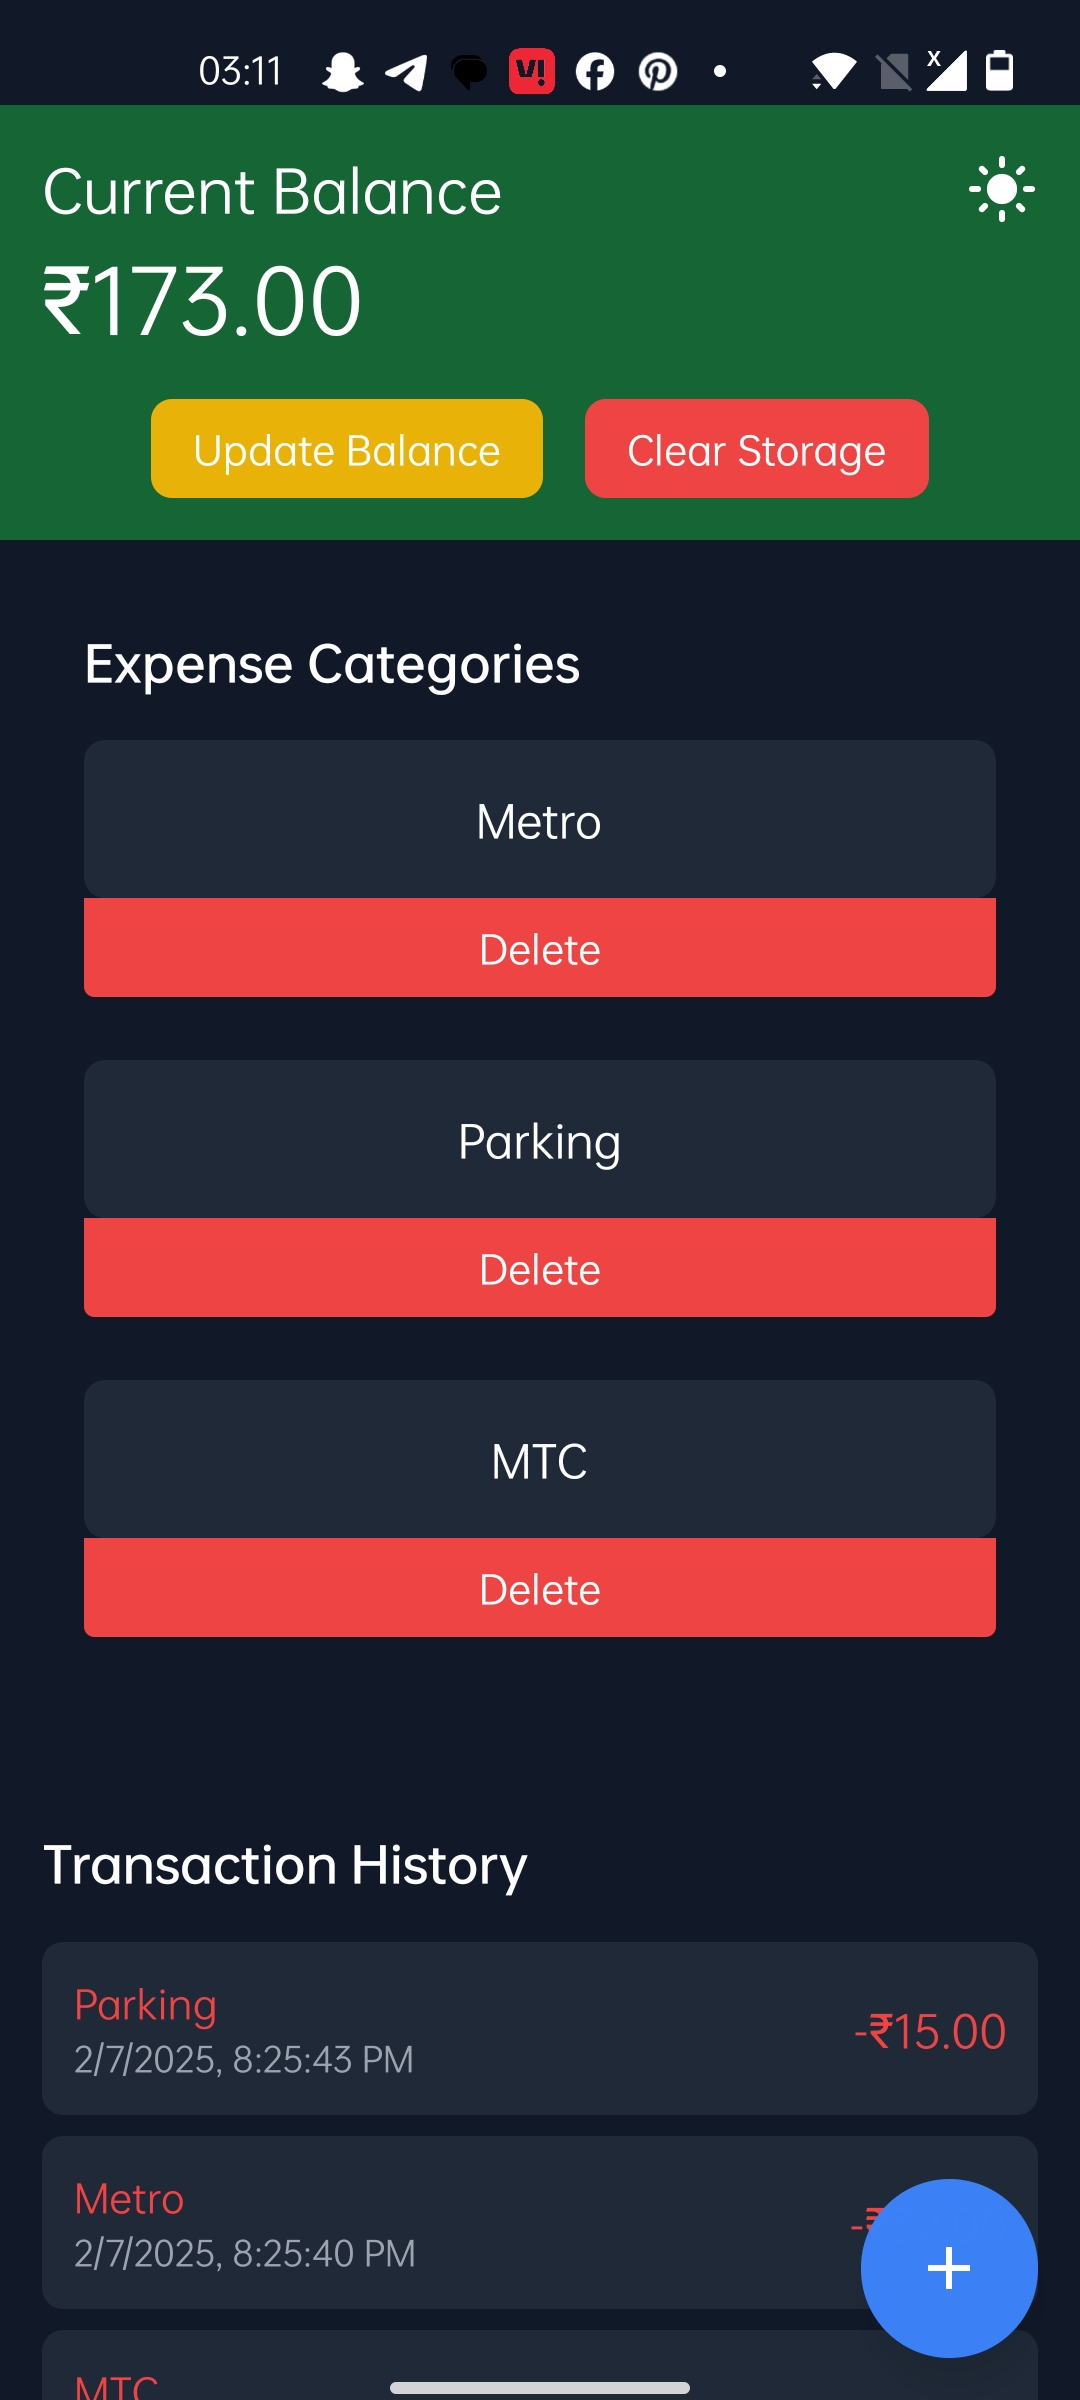 03:11
Current Balance
₹173.00
Update Balance
Clear Storage
Expense Categories
Metro
Delete
Parking
Delete
MTC
Delete
Transaction History
Parking
-₹15.00
2/7/2025, 8:25:43 PM
Metro
2/7/2025, 8:25:40 PM
MTC